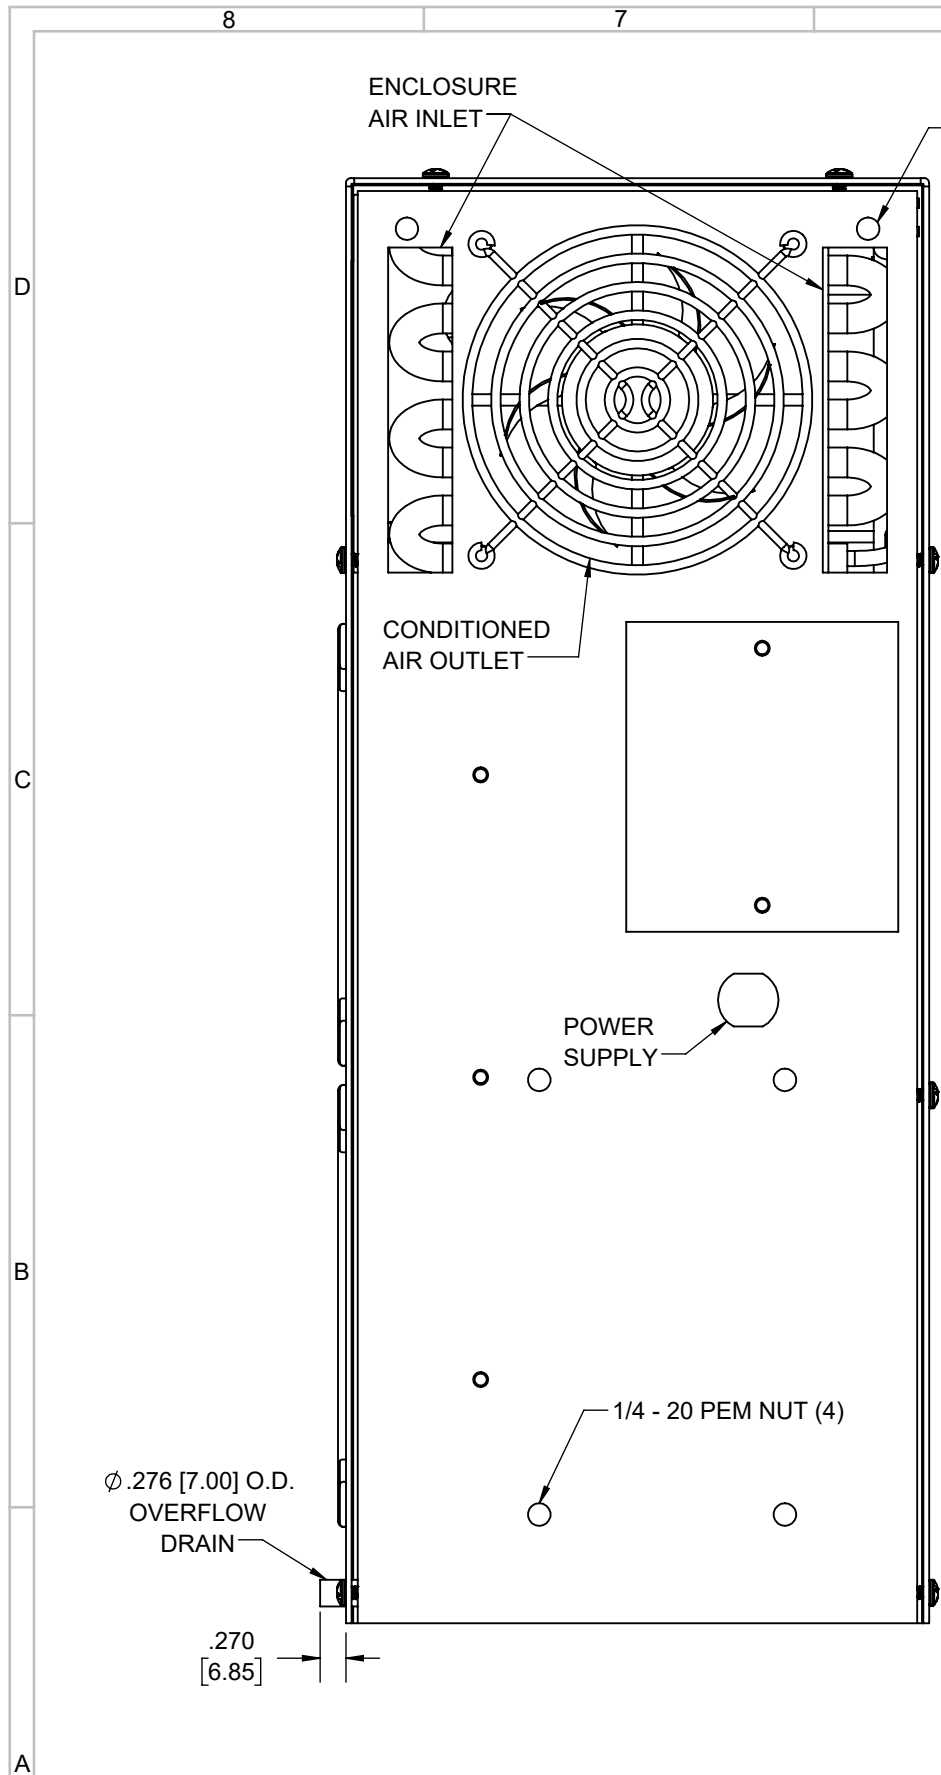 8
7
ENCLOSURE
AIR INLET
D
CONDITIONED
AIR OUTLET
C
POWER
SUPPLY
B
1/4 - 20 PEM NUT (4)
⌀.276 [7.00] O.D.
OVERFLOW
DRAIN
.270
[6.85]
A